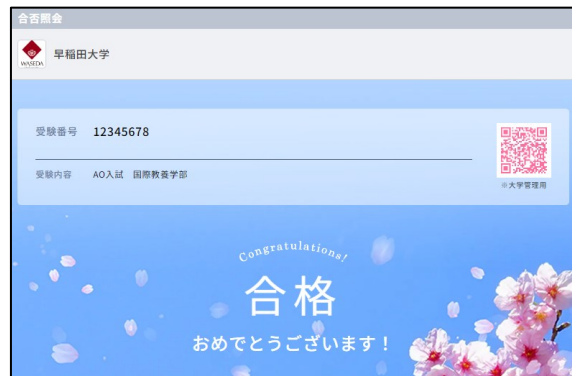 合否照会
WASEDA
早稲田大学
受験番号 12345678
受験内容 AO入試 国際教養学部
※大学管理用
Congratulations!
合格
おめでとうございます！